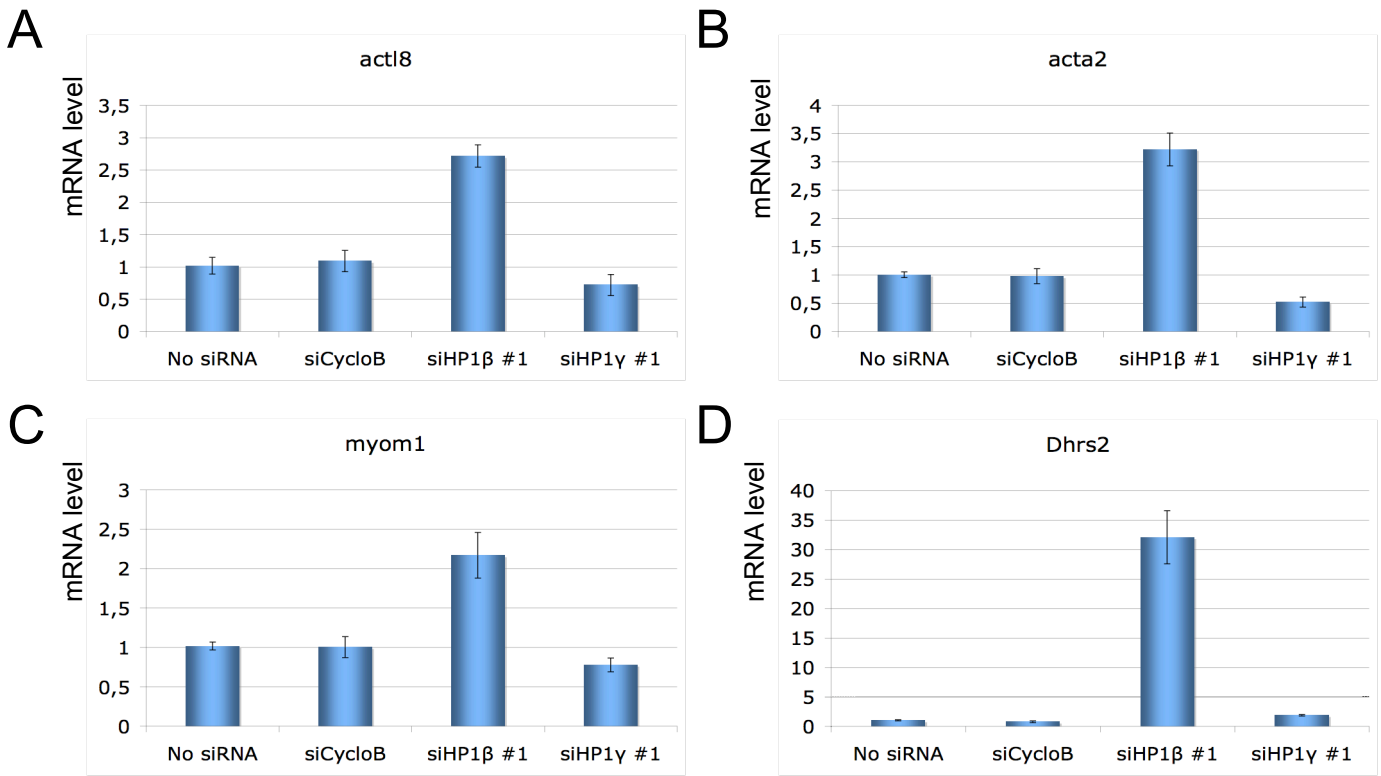 A
actl8
mRNA level
3,5
3
2,5
2
1,5
1
0,5
0
No siRNA siCycloB siHP1β #1 siHP1γ #1
B
acta2
mRNA level
4
3,5
3
2,5
2
1,5
1
0,5
0
No siRNA siCycloB siHP1β #1 siHP1γ #1
C
myom1
mRNA level
3
2,5
2
1,5
1
0,5
0
No siRNA siCycloB siHP1β #1 siHP1γ #1
D
Dhrs2
mRNA level
40
35
30
25
20
15
10
5
0
No siRNA siCycloB siHP1β #1 siHP1γ #1